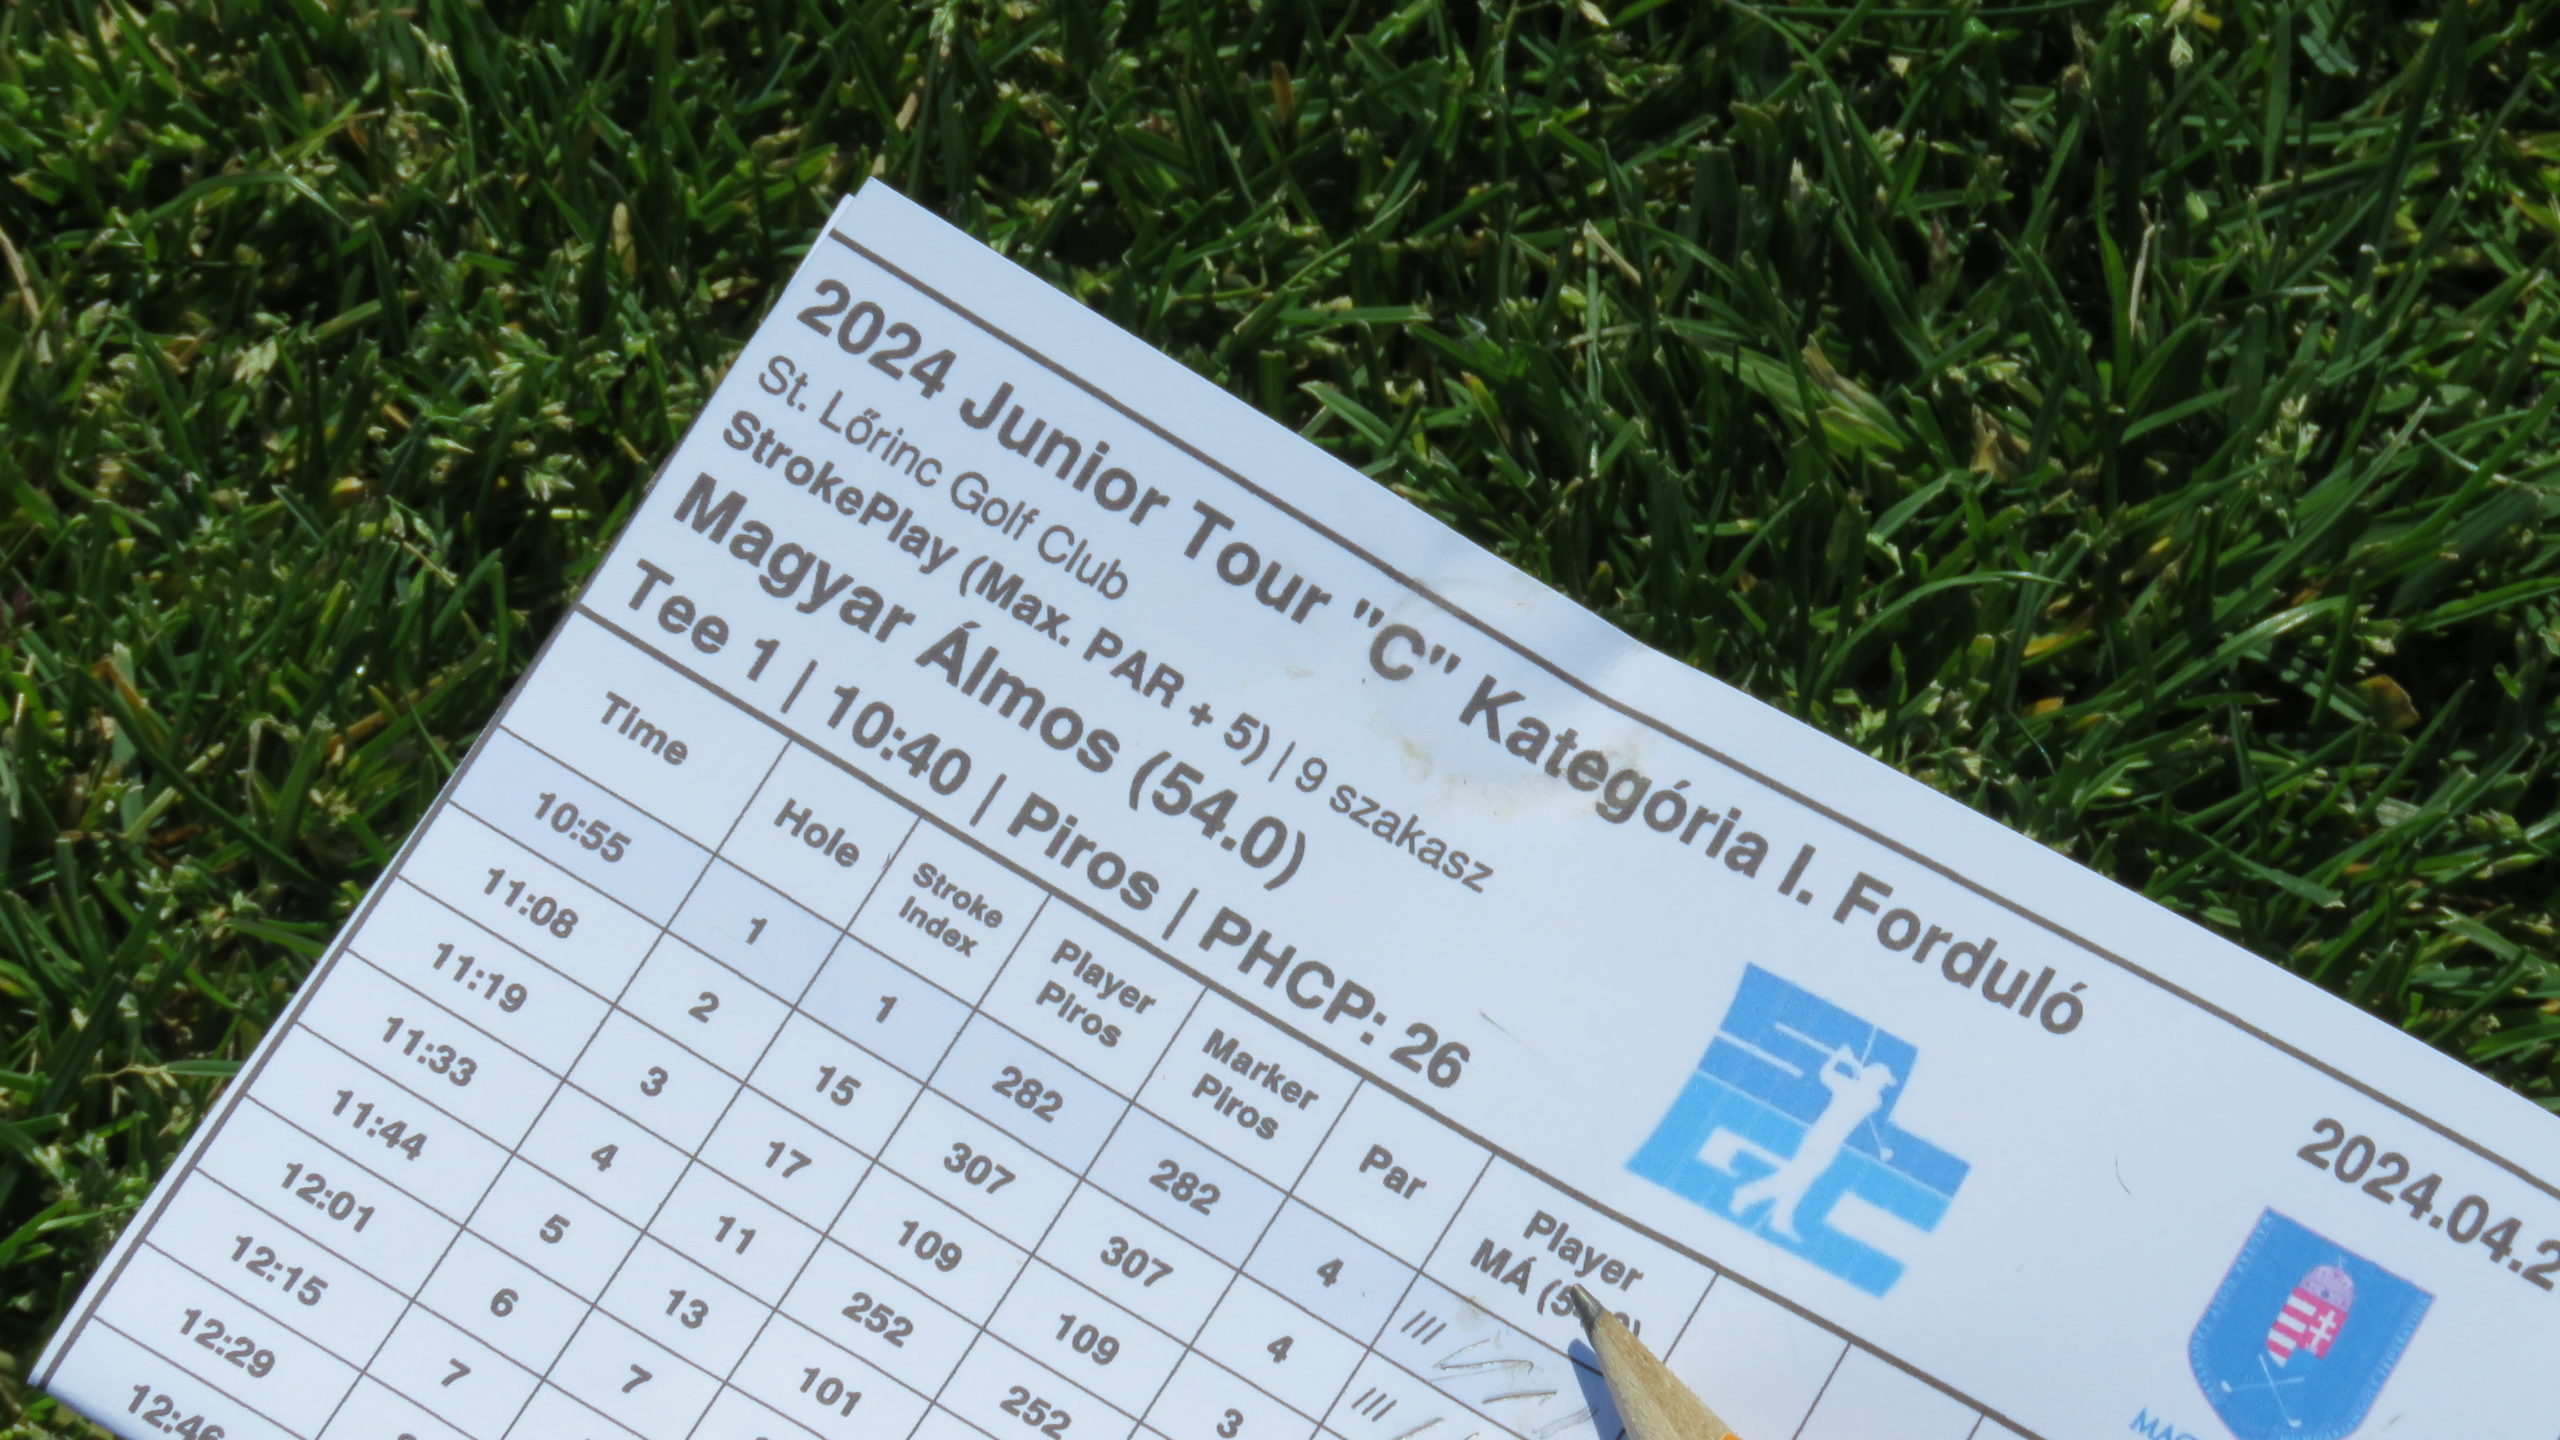 2024 Junior Tour "C" Kategória I. Forduló
St. Lőrinc Golf Club
2024.04.2
StrokePlay (Max. PAR + 5) | 9 szakasz
Magyar Álmos (54.0)
Tee 1 | 10:40 | Piros | PHCP: 26
Time Hole Stroke Index Player Piros Marker Piros Par Player MÁ
10:55 1 1 282 282 4 ///
11:08 2 15 307 307 4 ///
11:19 3 17 109 109 3
11:33 4 11 252 252
11:44 5 13 101
12:01 6 7
12:15 7
12:29
12:46
SLGC